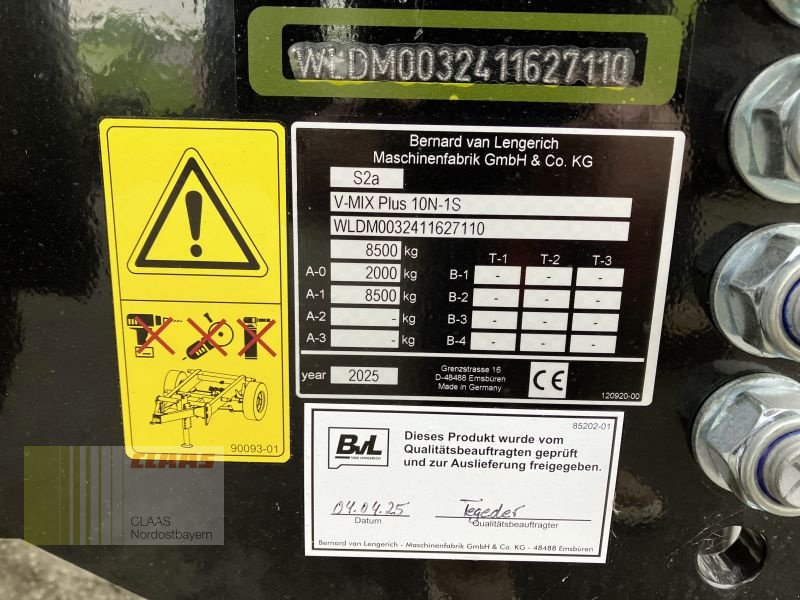 WLDM0032411627110
Bernard van Lengerich
Maschinenfabrik GmbH & Co. KG
S2a
V-MIX Plus 10N-1S
WLDM0032411627110
8500 kg
T-1 T-2 T-3
A-0 2000 kg B-1 - - -
A-1 8500 kg B-2 - - -
A-2 - kg B-3 - - -
A-3 - kg B-4 - - -
year 2025
Grenzstrasse 16
D-48488 Emsbüren
Made in Germany
CE
120920-00
90093-01
85202-01
BvL
VAN LENGERICH
Dieses Produkt wurde vom
Qualitätsbeauftragten geprüft
und zur Auslieferung freigegeben.
04.04.25 Tegeder
Datum Qualitätsbeauftragter
Bernard van Lengerich - Maschinenfabrik GmbH & Co. KG - 48488 Emsbüren
CLAAS
CLAAS
Nordostbayern